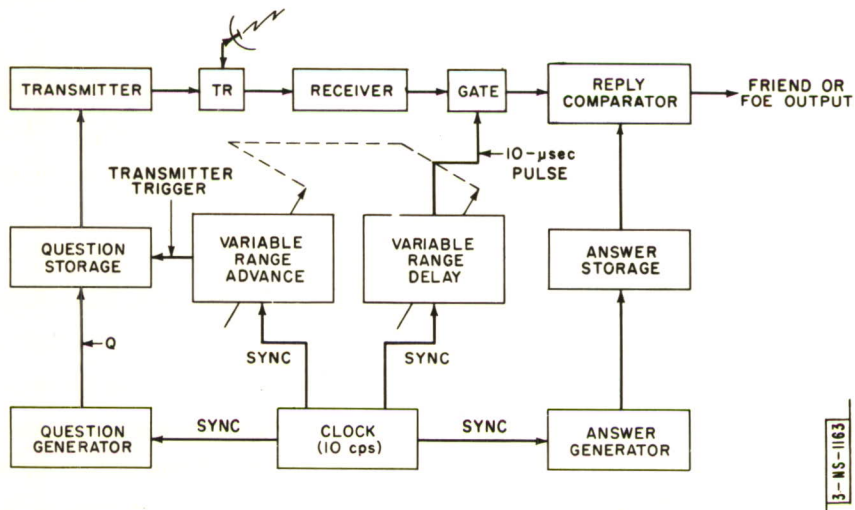 TRANSMITTER
TR
RECEIVER
GATE
REPLY
COMPARATOR
FRIEND OR
FOE OUTPUT
10-μsec
PULSE
TRANSMITTER
TRIGGER
QUESTION
STORAGE
VARIABLE
RANGE
ADVANCE
VARIABLE
RANGE
DELAY
ANSWER
STORAGE
Q
SYNC
SYNC
QUESTION
GENERATOR
SYNC
CLOCK
(10 cps)
SYNC
ANSWER
GENERATOR
3-NS-1163